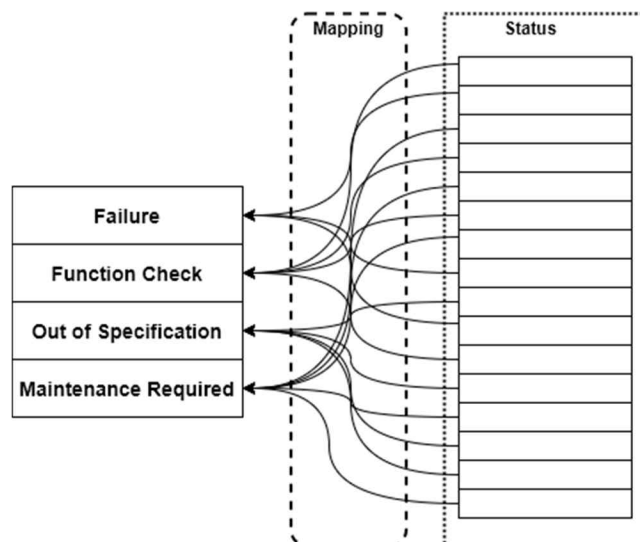 Mapping
Status
Failure
Function Check
Out of Specification
Maintenance Required